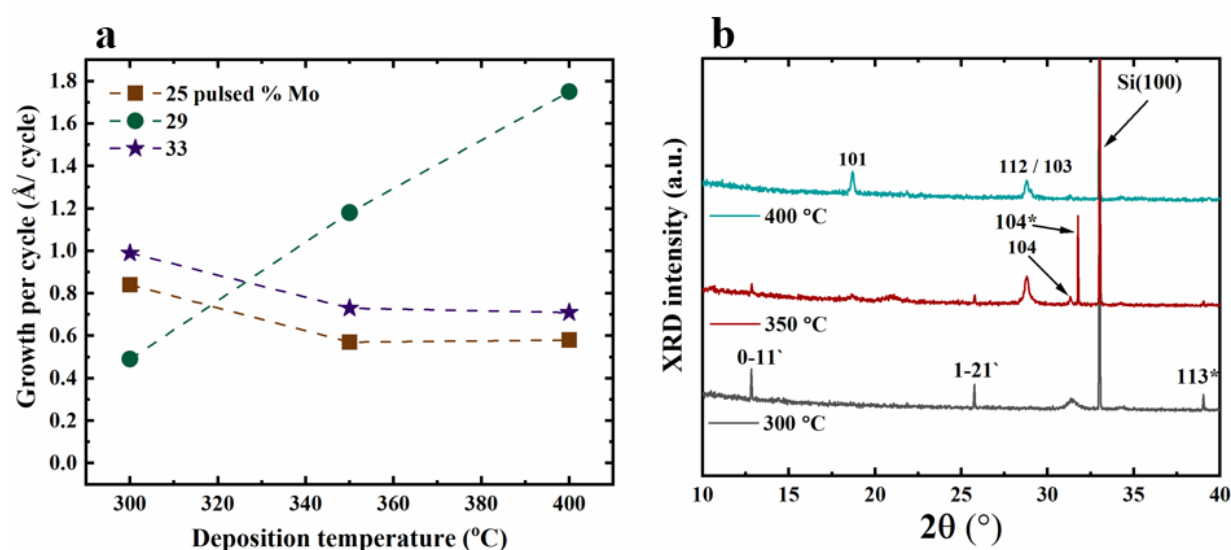 a
25 pulsed % Mo
29
33
1.8
1.6
1.4
1.2
1.0
0.8
0.6
0.4
0.2
0.0
Growth per cycle (Å/ cycle)
300 320 340 360 380 400
Deposition temperature (°C)
b
Si(100)
101
112 / 103
400 °C
104*
104
350 °C
0-11`
1-21`
113*
300 °C
XRD intensity (a.u.)
10 15 20 25 30 35 40
2θ (°)